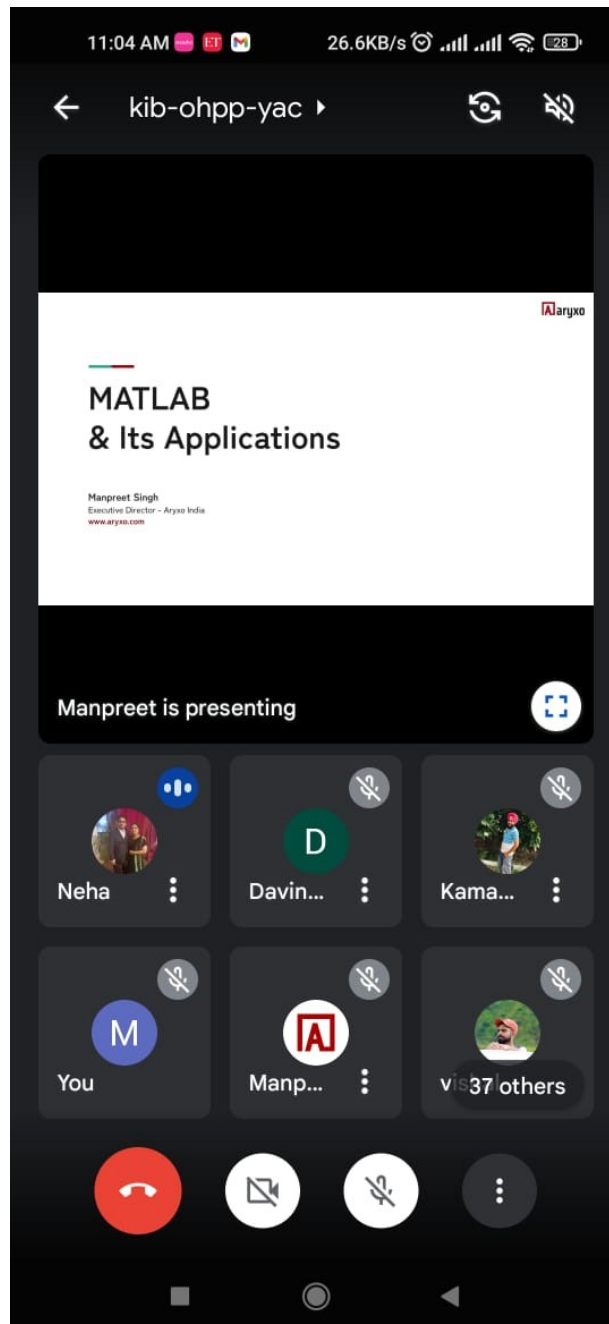 11:04 AM ET M 26.6KB/s 28
kib-ohpp-yac
A aryxo
MATLAB
& Its Applications
Manpreet Singh
Executive Director - Aryxo India
www.aryxo.com
Manpreet is presenting
D
Neha Davin... Kama...
M A
You Manp... 37 others